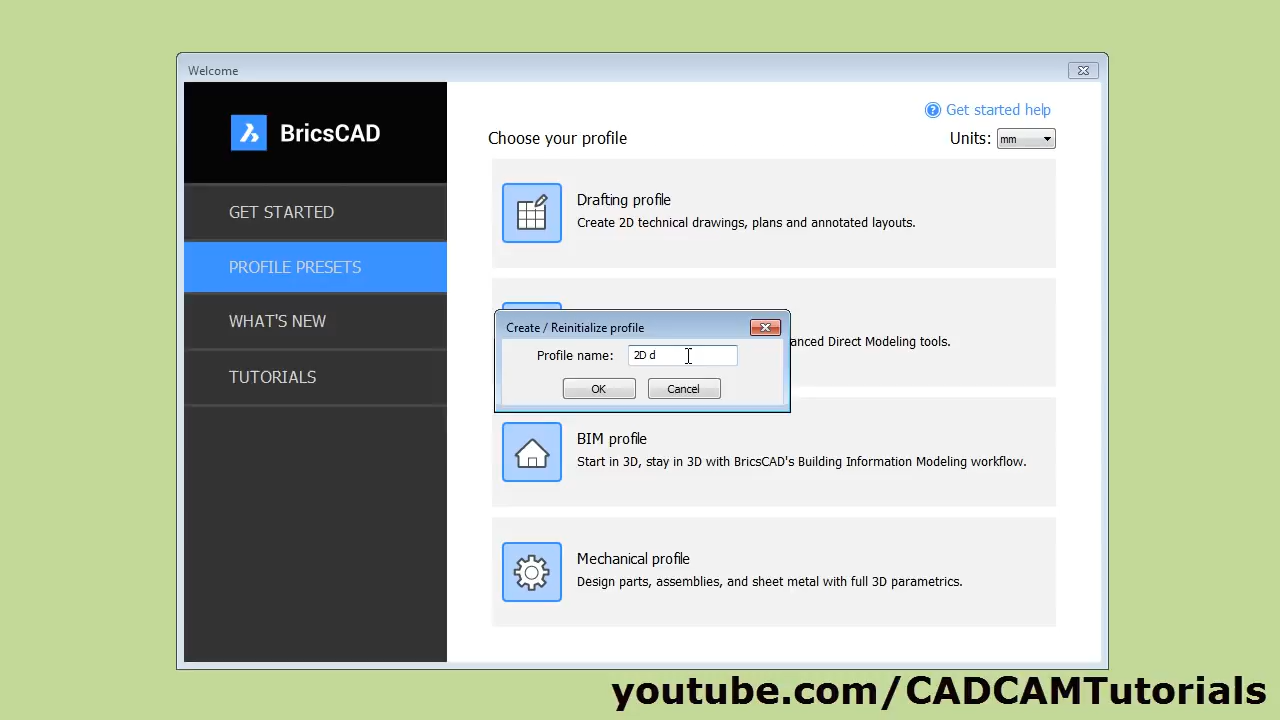 Welcome
BricsCAD
GET STARTED
PROFILE PRESETS
WHAT'S NEW
TUTORIALS
Get started help
Choose your profile
Units: mm
Drafting profile
Create 2D technical drawings, plans and annotated layouts.
Create / Reinitialize profile
Profile name: 2D d
OK Cancel
Direct Modeling tools.
BIM profile
Start in 3D, stay in 3D with BricsCAD's Building Information Modeling workflow.
Mechanical profile
Design parts, assemblies, and sheet metal with full 3D parametrics.
youtube.com/CADCAMTutorials